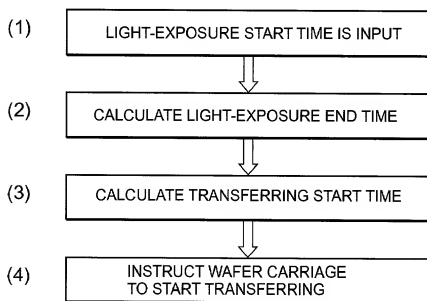 (1) LIGHT-EXPOSURE START TIME IS INPUT
(2) CALCULATE LIGHT-EXPOSURE END TIME
(3) CALCULATE TRANSFERRING START TIME
(4) INSTRUCT WAFER CARRIAGE
TO START TRANSFERRING